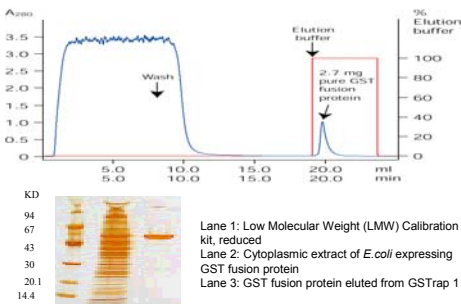 A280
%
Elution
buffer
3.5
3.0
2.5
2.0
1.5
1.0
0.5
0
Wash
Elution
buffer
2.7 mg
pure GST
fusion
protein
100
80
60
40
20
0
5.0 10.0 15.0 20.0 ml
5.0 10.0 15.0 20.0 min
KD
94
67
43
30
20.1
14.4
Lane 1: Low Molecular Weight (LMW) Calibration
kit, reduced
Lane 2: Cytoplasmic extract of E.coli expressing
GST fusion protein
Lane 3: GST fusion protein eluted from GSTrap 1